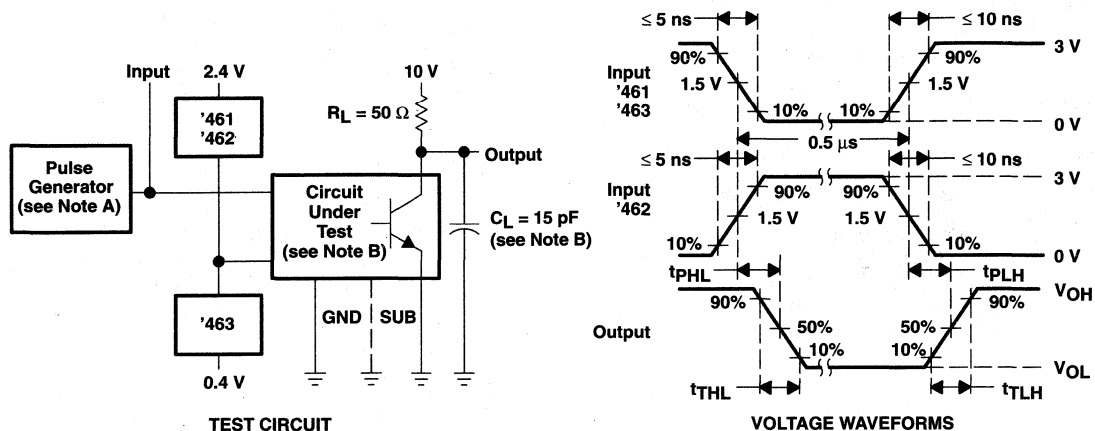 Input
2.4 V
10 V
'461
'462
RL = 50 Ω
Output
Pulse
Generator
(see Note A)
Circuit
Under
Test
(see Note B)
CL = 15 pF
(see Note B)
'463
GND
SUB
0.4 V
TEST CIRCUIT
≤ 5 ns
≤ 10 ns
3 V
90%
90%
Input
'461
'463
1.5 V
1.5 V
10%
10%
0 V
0.5 μs
≤ 5 ns
≤ 10 ns
3 V
Input
'462
90%
90%
1.5 V
1.5 V
10%
10%
0 V
tPHL
tPLH
VOH
90%
90%
Output
50%
50%
10%
10%
VOL
tTHL
tTLH
VOLTAGE WAVEFORMS